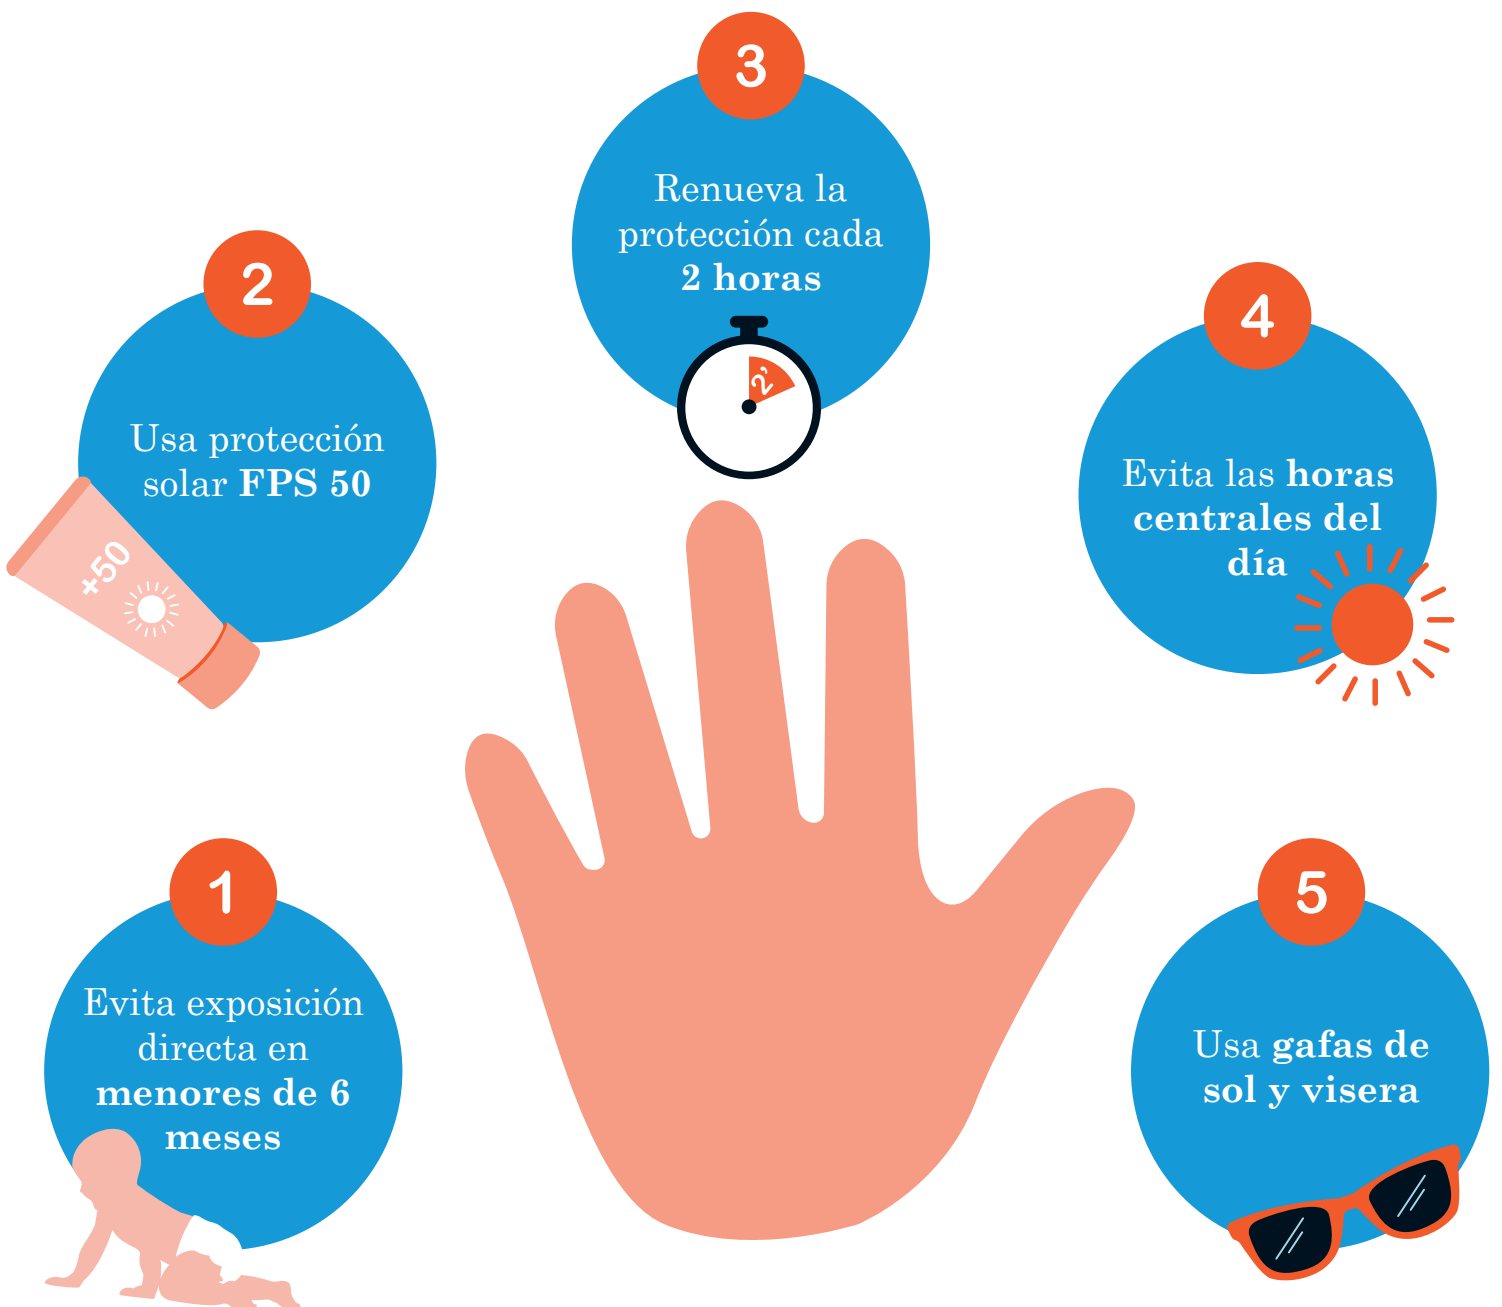 3
Renueva la
protección cada
2 horas
2’
2
Usa protección
solar FPS 50
+50
4
Evita las horas
centrales del
día
1
Evita exposición
directa en
menores de 6
meses
5
Usa gafas de
sol y visera